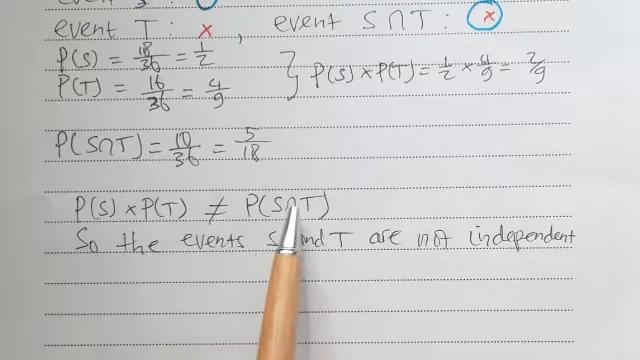 event T : × , event S∩T : ×
P(S) = 18/36 = 1/2
P(T) = 16/36 = 4/9 } P(S) × P(T) = 1/2 × 4/9 = 2/9
P(S∩T) = 10/36 = 5/18
P(S) × P(T) ≠ P(S∩T)
So the events S and T are not independent